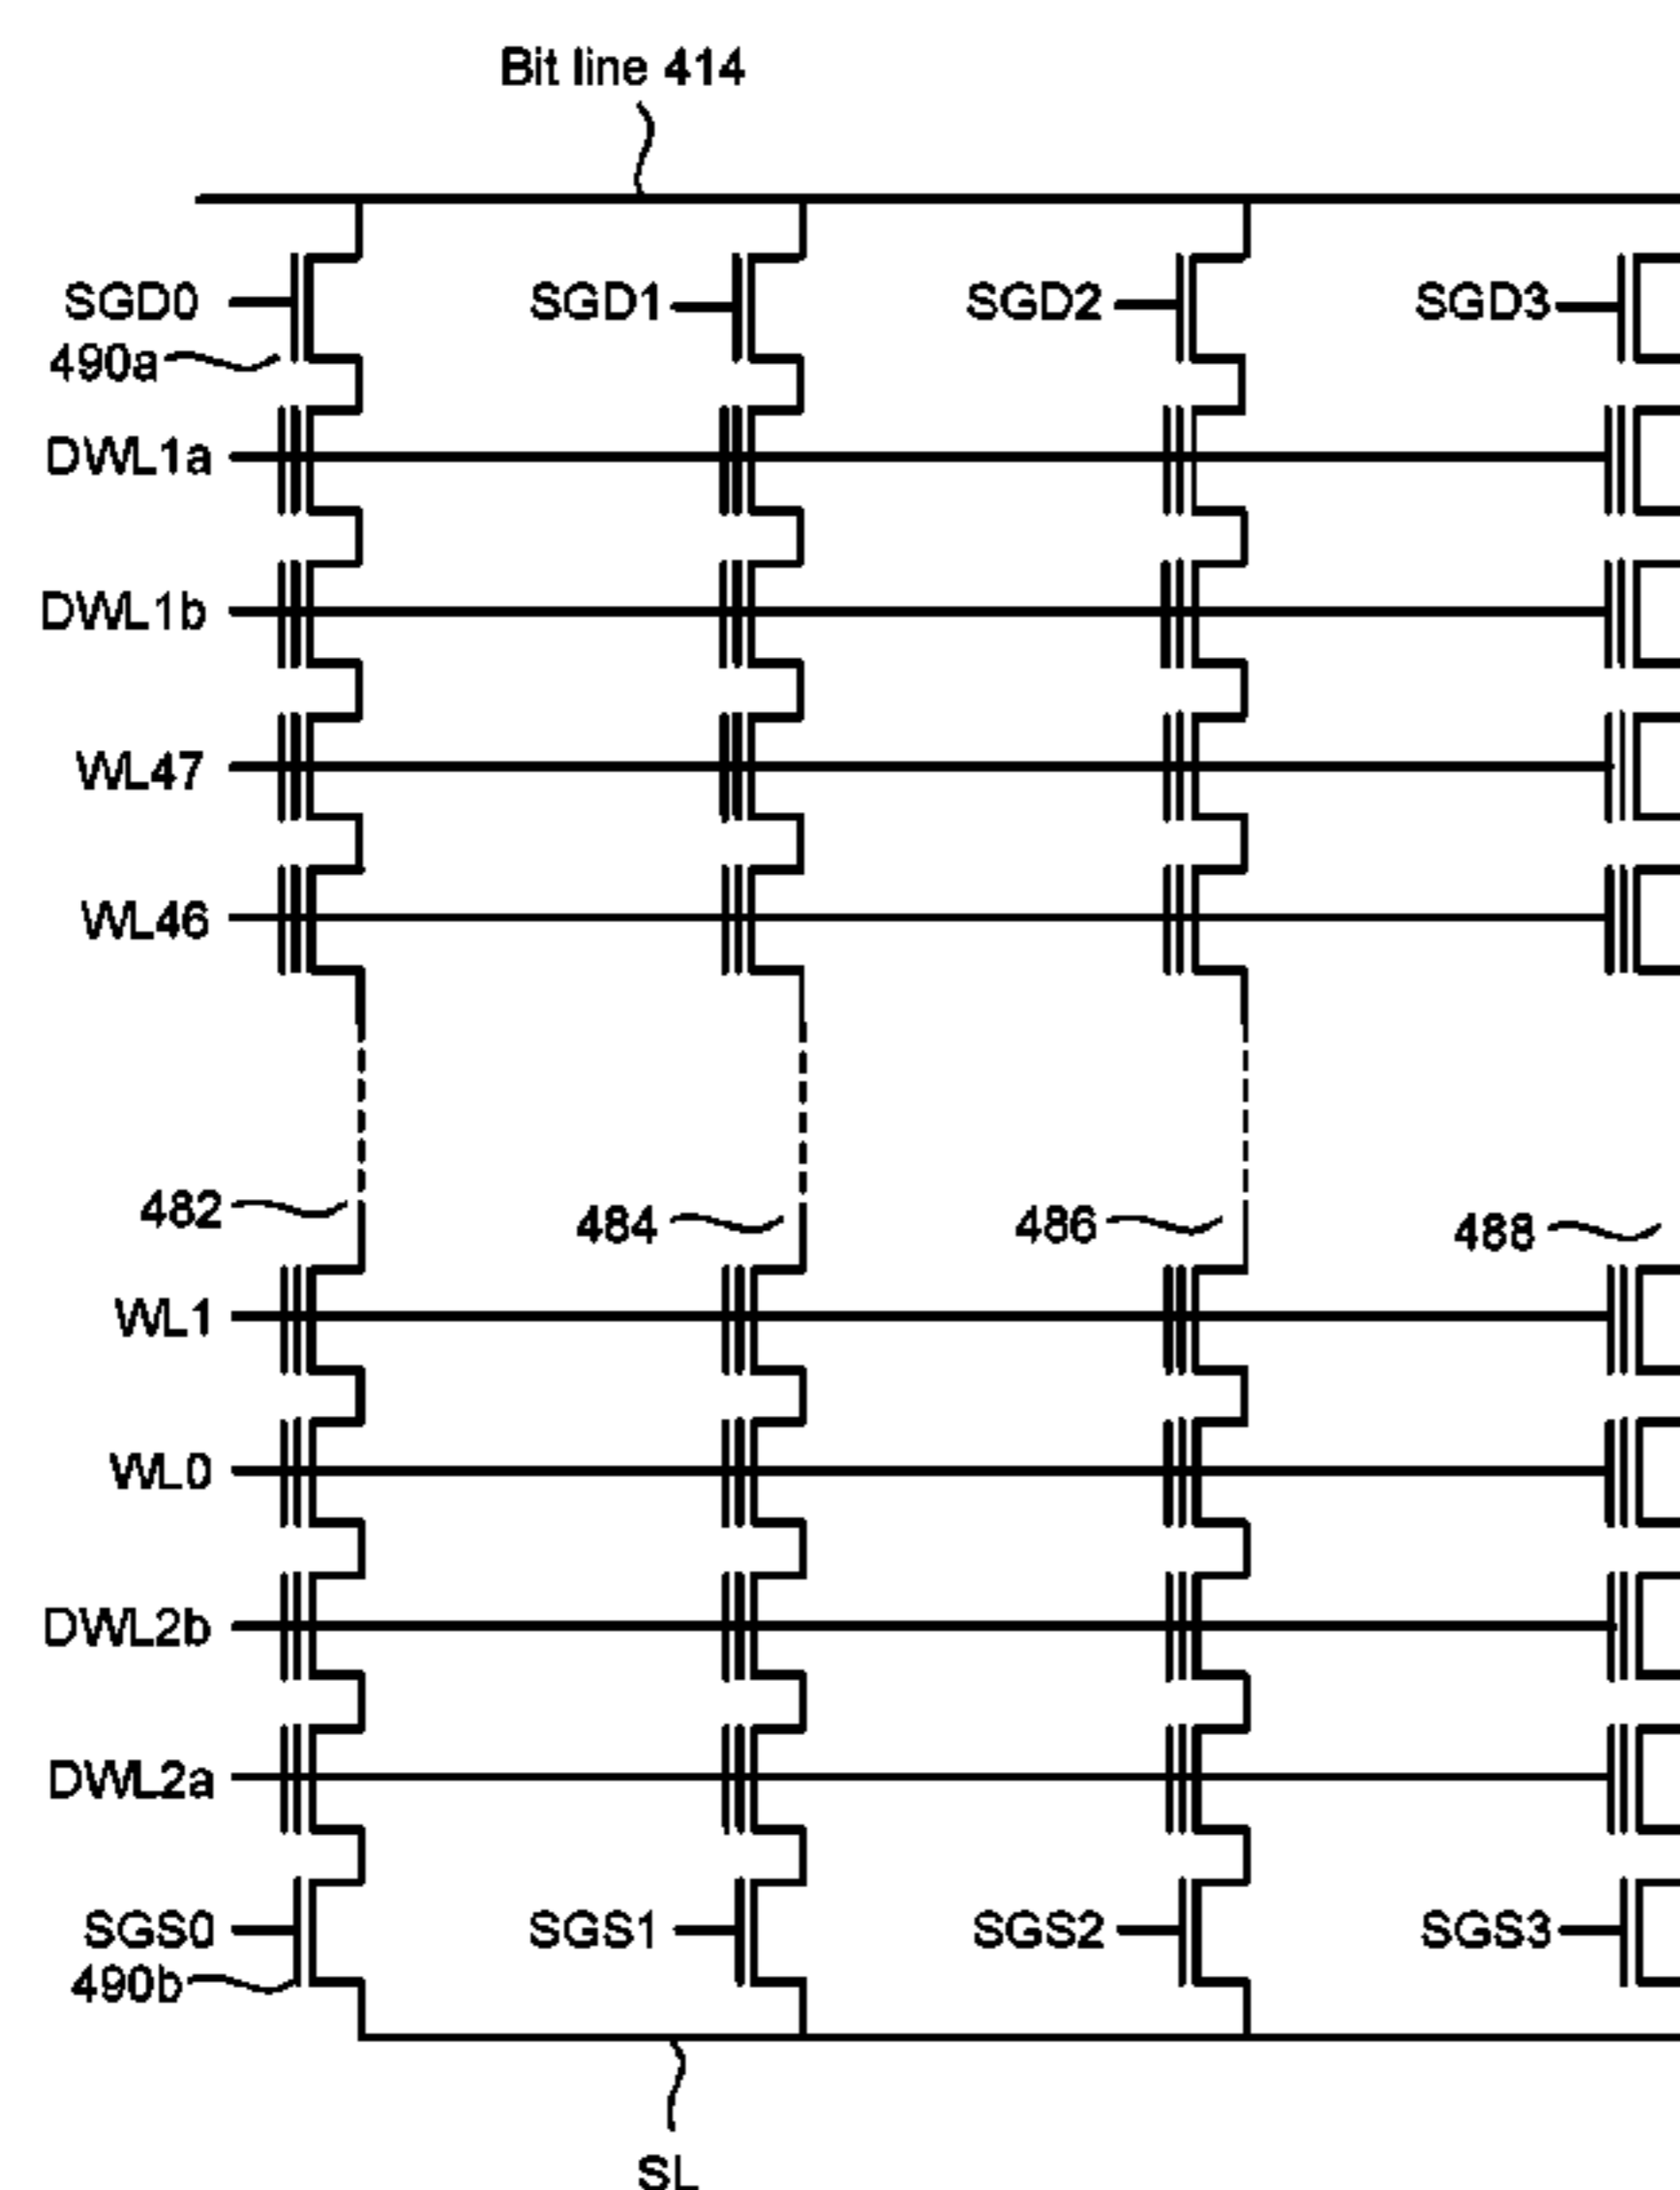 Bit line 414
SGD0 SGD1 SGD2 SGD3
490a
DWL1a
DWL1b
WL47
WL46
482 484 486 488
WL1
WL0
DWL2b
DWL2a
SGS0 SGS1 SGS2 SGS3
490b
SL